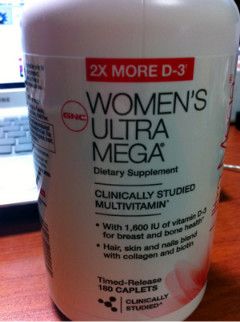 2X MORE D-3†
GNC
WOMEN'S
ULTRA
MEGA®
Dietary Supplement
CLINICALLY STUDIED
MULTIVITAMIN*
• With 1,600 IU of vitamin D-3
for breast and bone health*
• Hair, skin and nails blend
with collagen and biotin
Timed-Release
180 CAPLETS
CLINICALLY
STUDIED